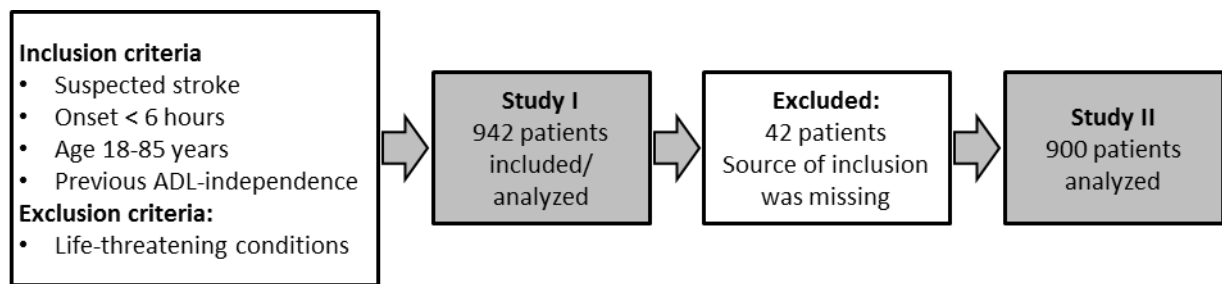 Inclusion criteria
• Suspected stroke
• Onset < 6 hours
• Age 18-85 years
• Previous ADL-independence
Exclusion criteria:
• Life-threatening conditions
Study I
942 patients
included/
analyzed
Excluded:
42 patients
Source of inclusion
was missing
Study II
900 patients
analyzed